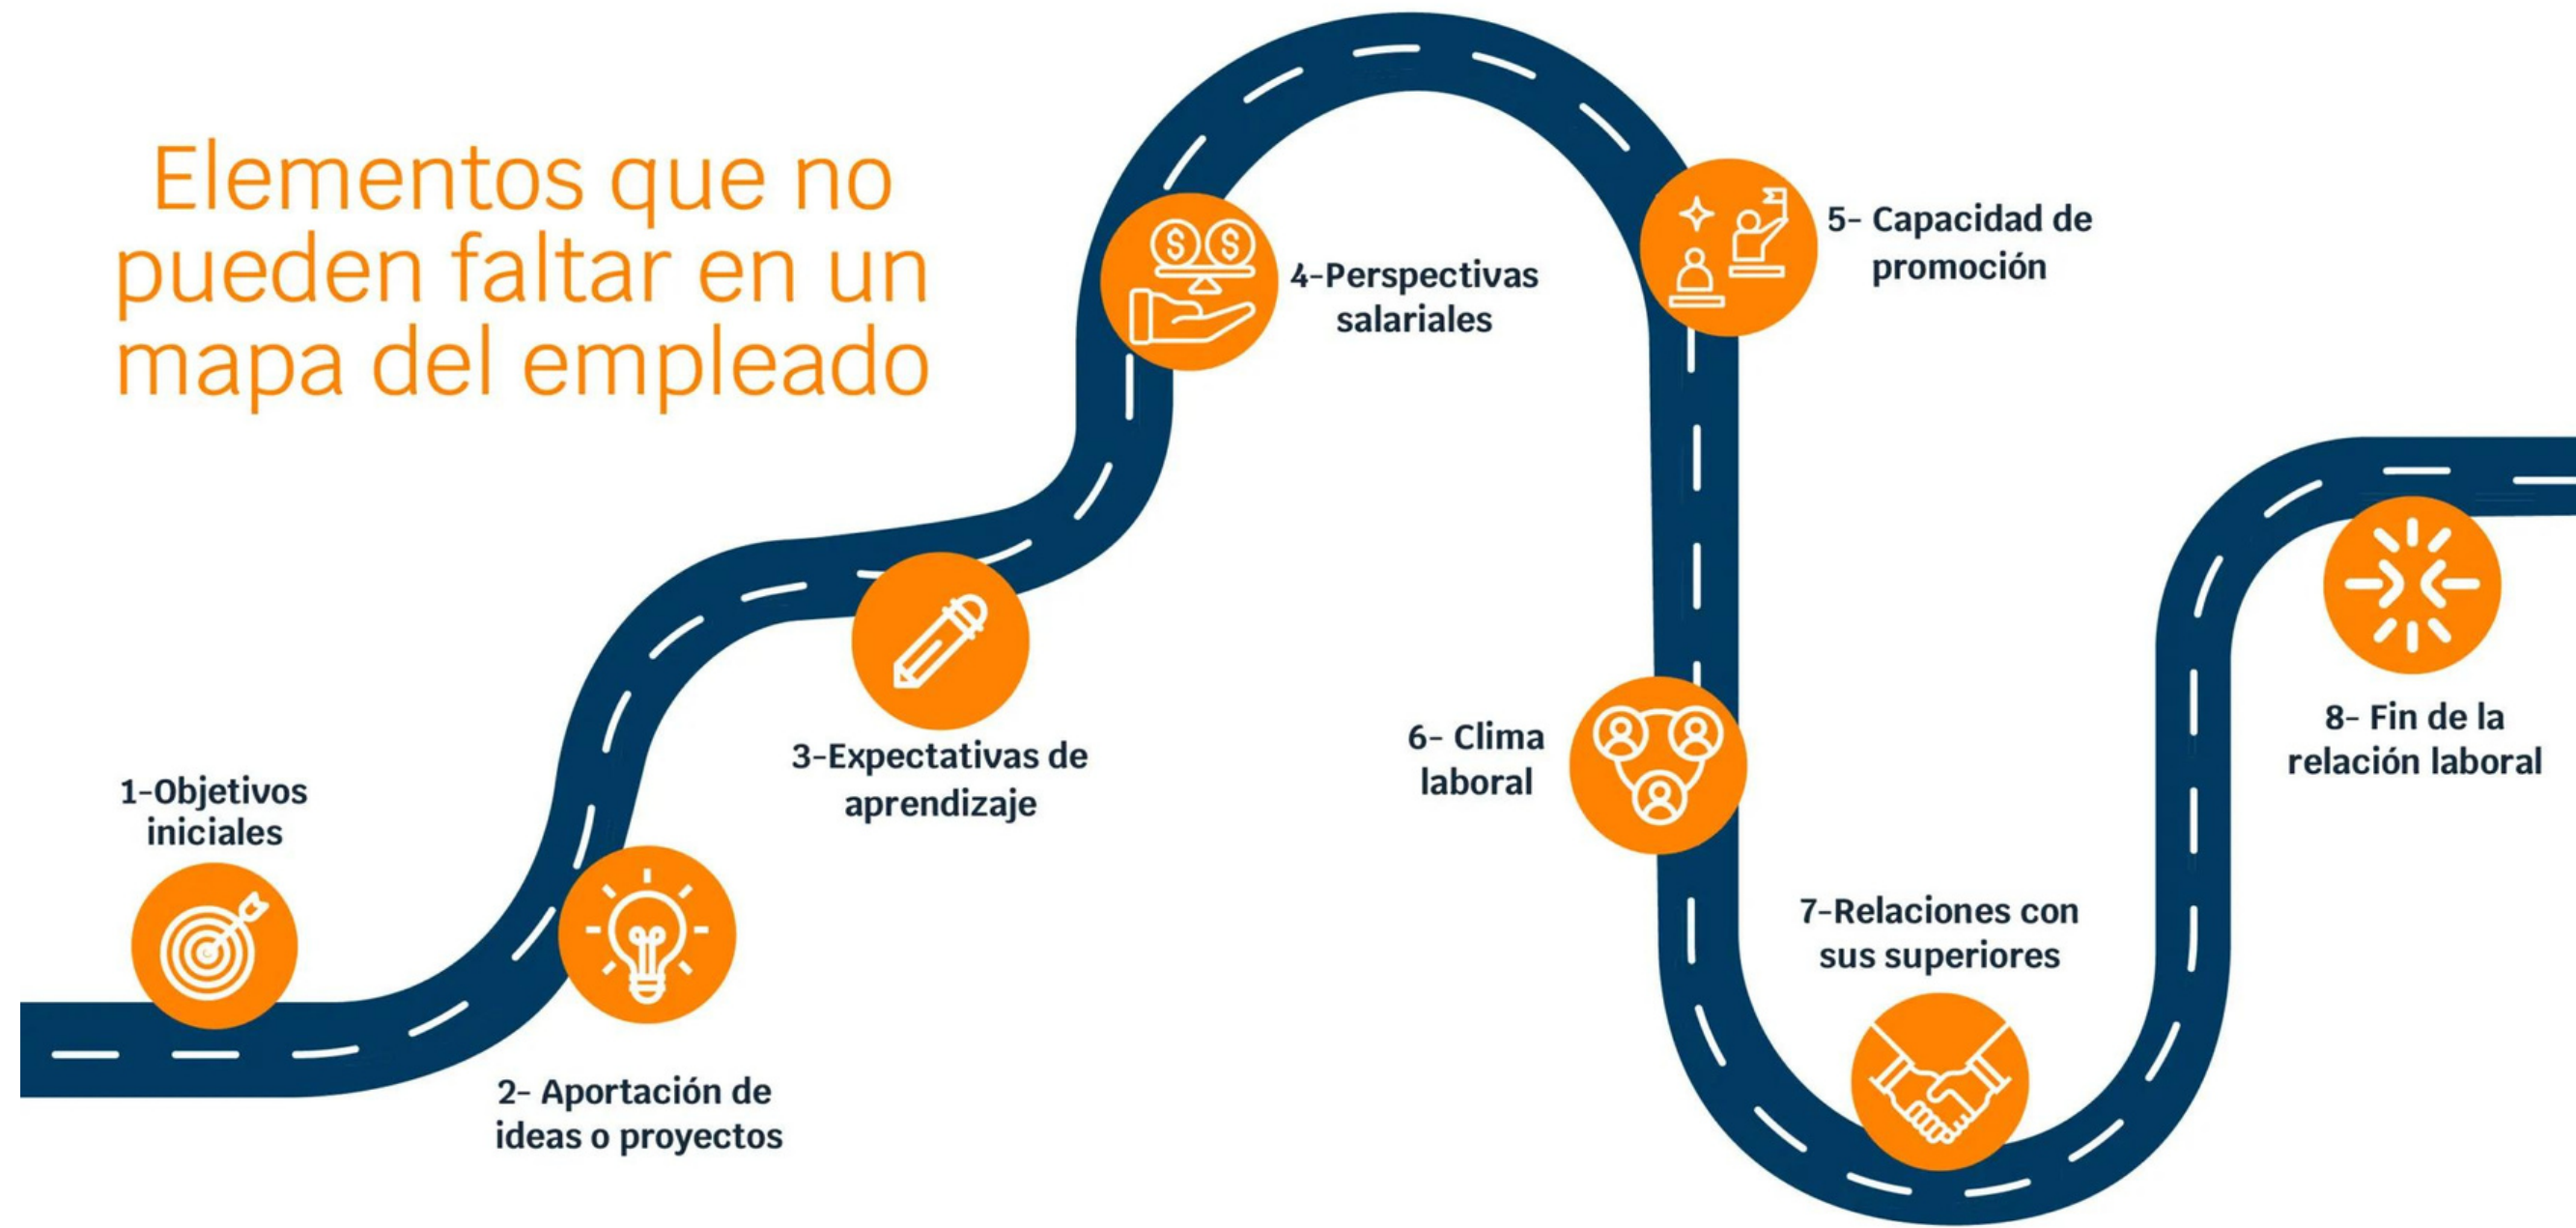 Elementos que no
pueden faltar en un
mapa del empleado
1-Objetivos
iniciales
2- Aportación de
ideas o proyectos
3-Expectativas de
aprendizaje
$ $
4-Perspectivas
salariales
5- Capacidad de
promoción
6- Clima
laboral
7-Relaciones con
sus superiores
8- Fin de la
relación laboral